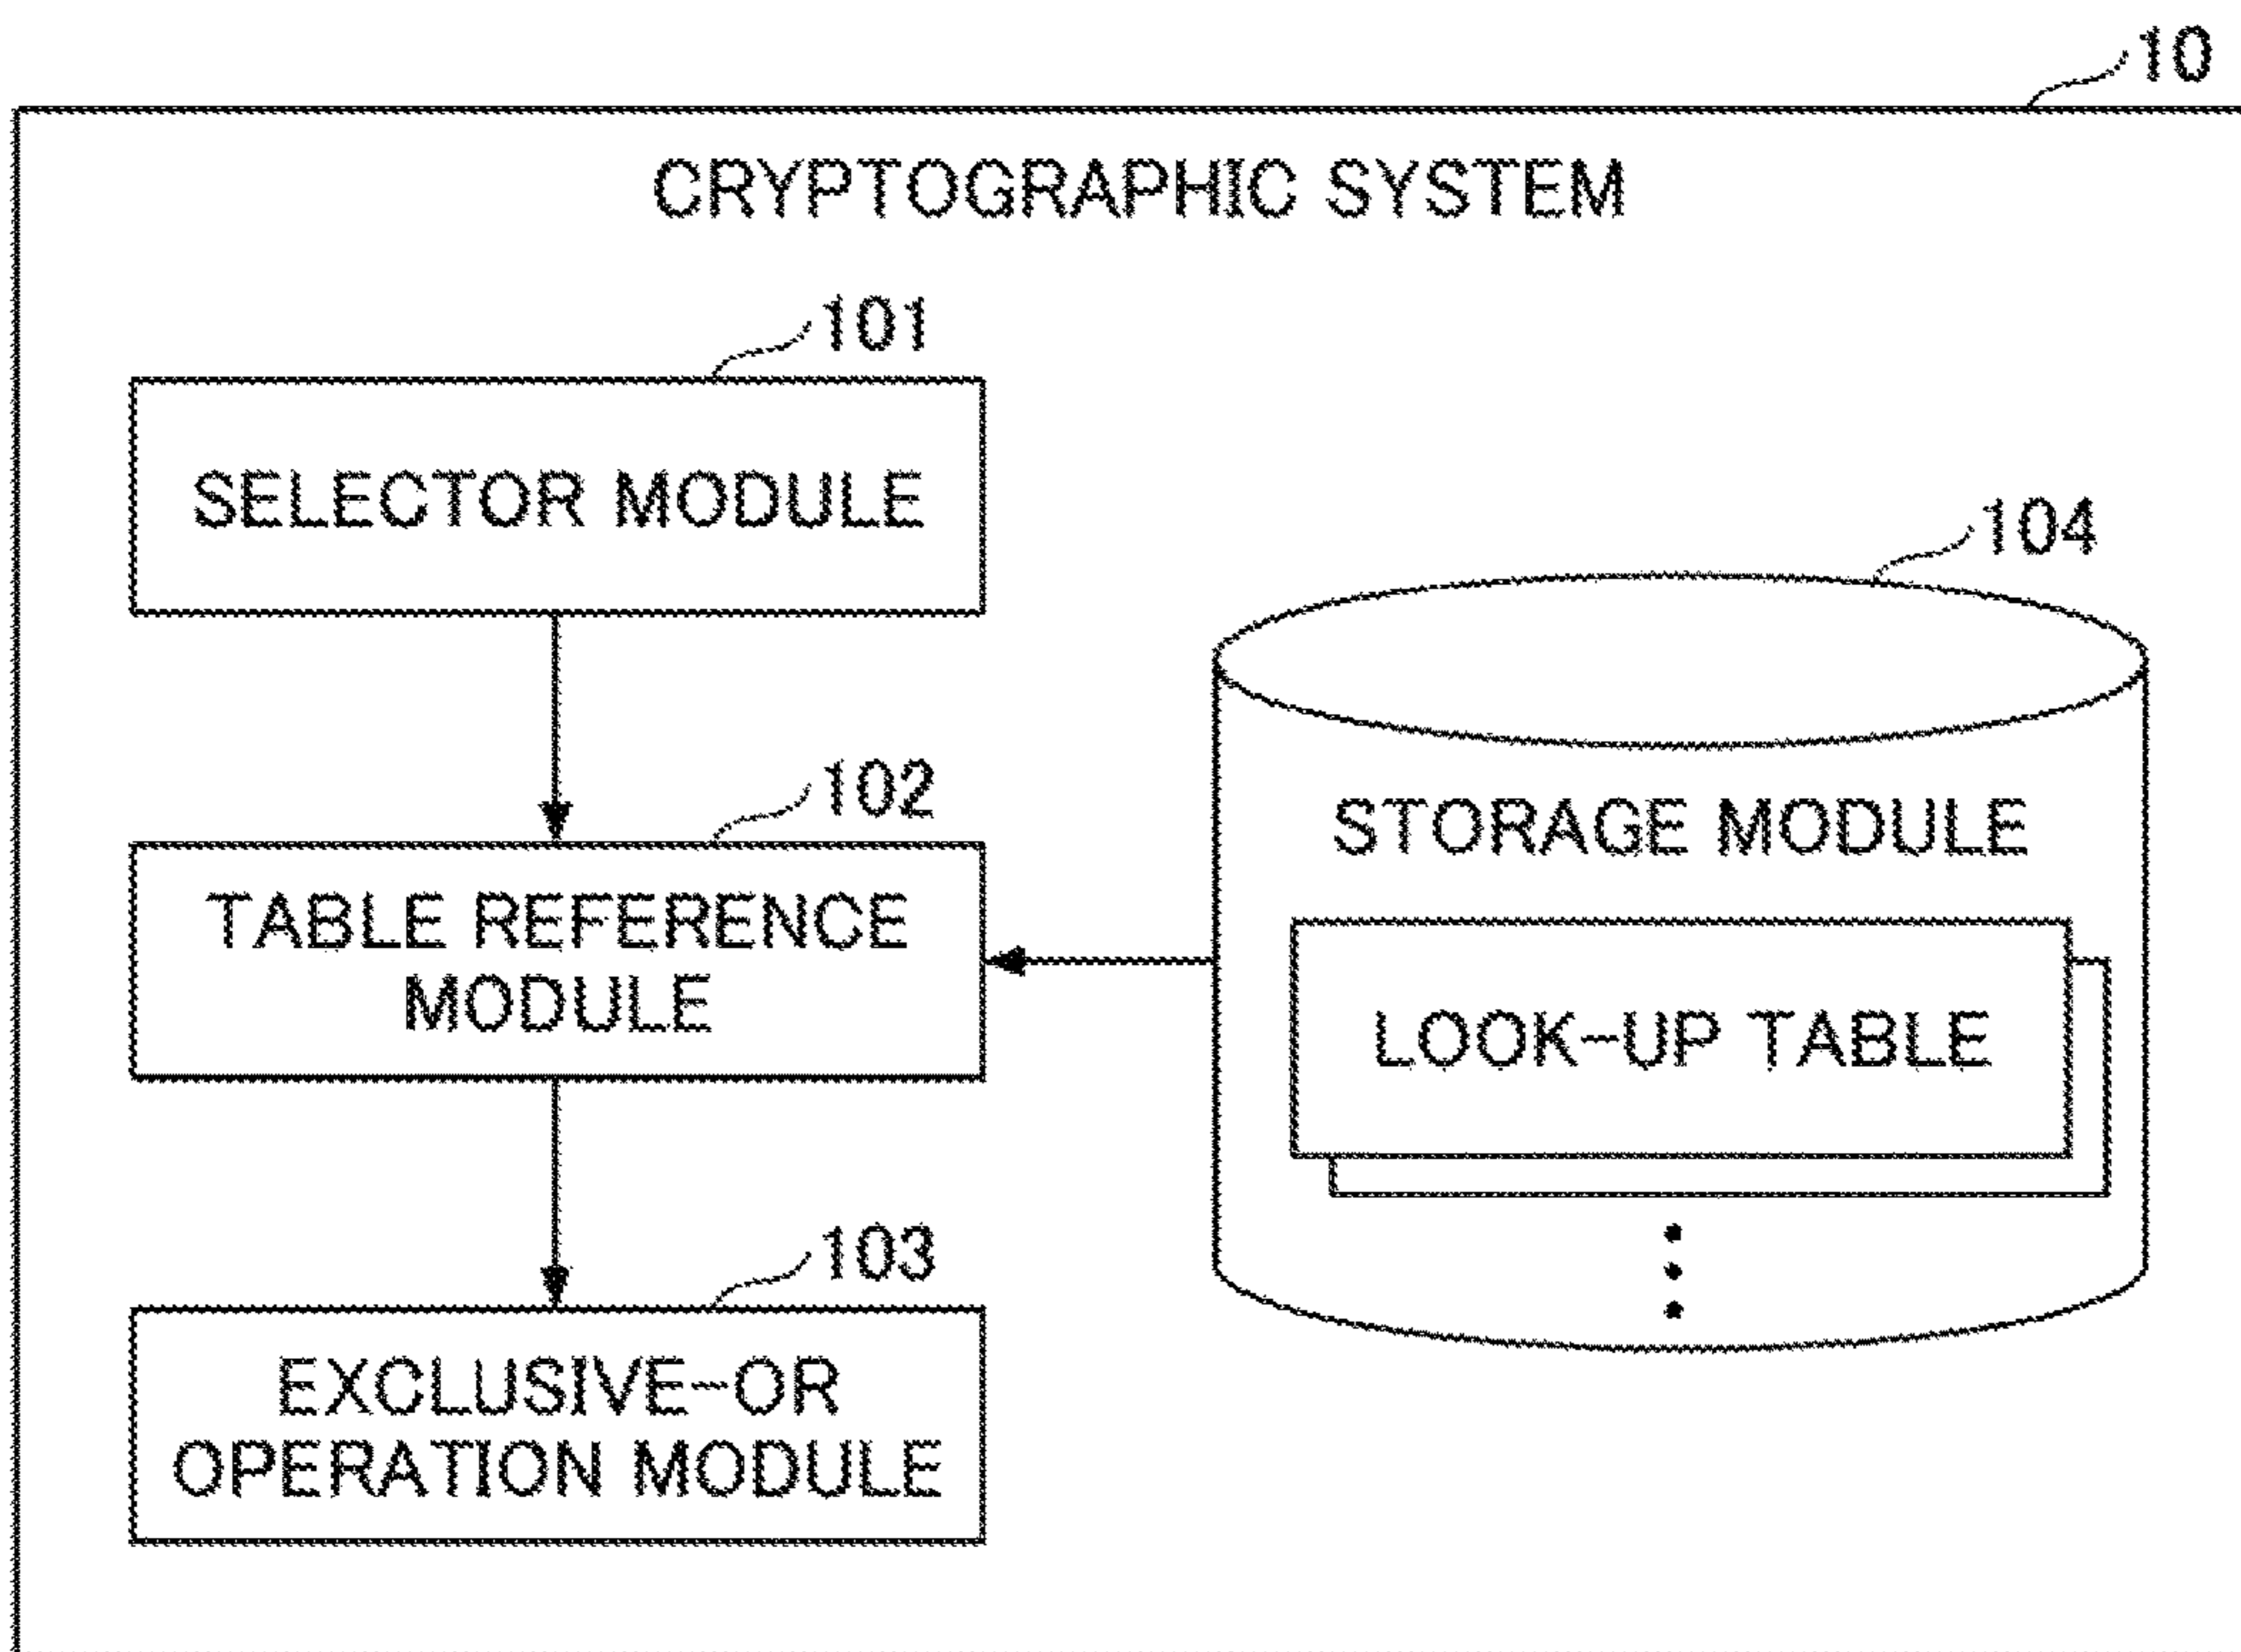 10
CRYPTOGRAPHIC SYSTEM
101
SELECTOR MODULE
104
102
STORAGE MODULE
TABLE REFERENCE
MODULE
LOOK-UP TABLE
103
EXCLUSIVE-OR
OPERATION MODULE